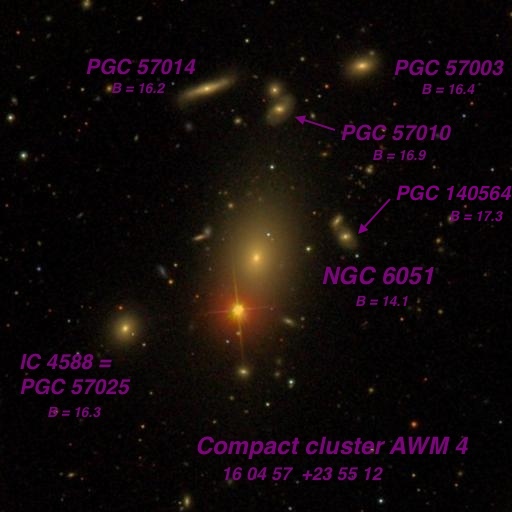 PGC 57014
B = 16.2
PGC 57003
B = 16.4
PGC 57010
B = 16.9
PGC 140564
B = 17.3
NGC 6051
B = 14.1
IC 4588 =
PGC 57025
B = 16.3
Compact cluster AWM 4
16 04 57 +23 55 12